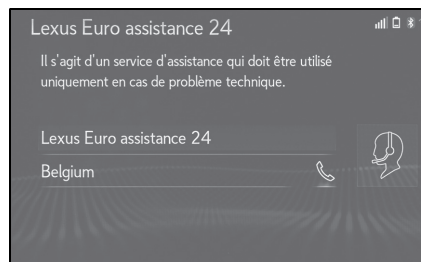 Lexus Euro assistance 24
Il s'agit d'un service d'assistance qui doit être utilisé
uniquement en cas de problème technique.
Lexus Euro assistance 24
Belgium